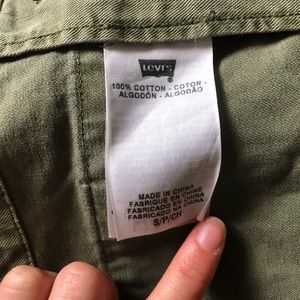 Levi's
®
100% COTTON - COTON -
ALGODÓN - ALGODÃO
MADE IN CHINA
FABRIQUE EN CHINE
FABRICADO EN CHINA
FABRICADO NA CHINA
S/P/CH